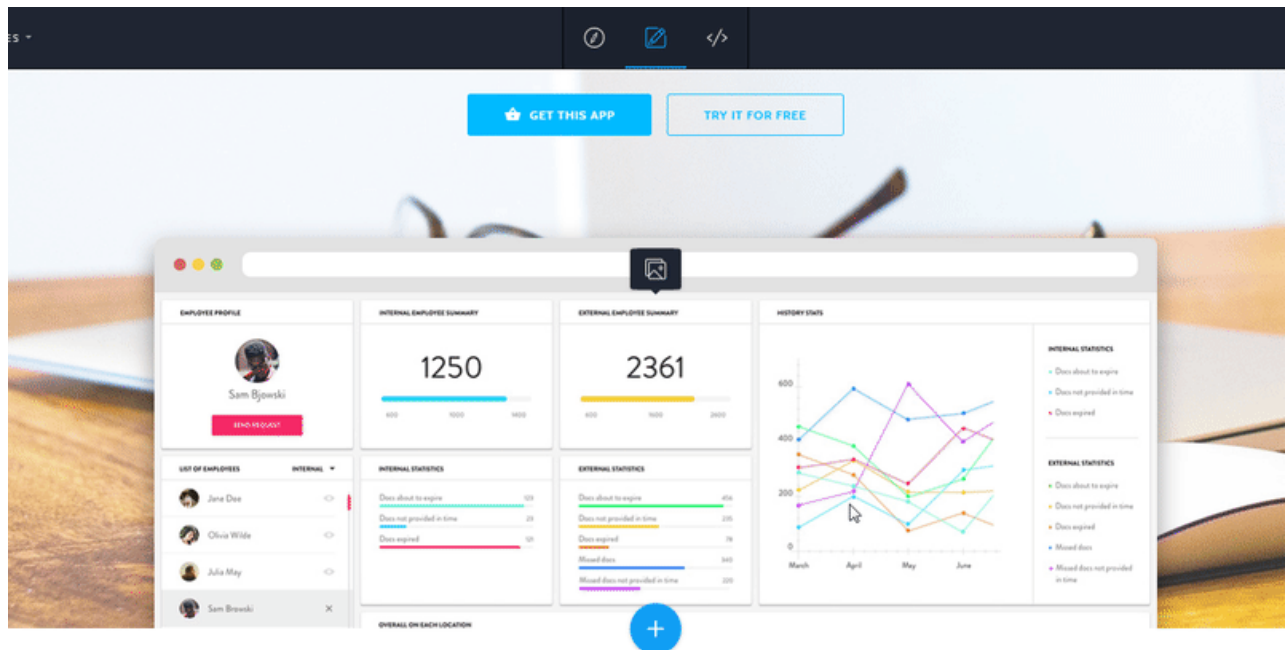 ES
</>
GET THIS APP
TRY IT FOR FREE
EMPLOYEE PROFILE
Sam Bjowski
SEND REQUEST
INTERNAL EMPLOYEE SUMMARY
1250
600 1000 1400
EXTERNAL EMPLOYEE SUMMARY
2361
600 1600 2600
HISTORY STATS
600
400
200
0
March April May June
INTERNAL STATISTICS
Docs about to expire
Docs not provided in time
Docs expired
EXTERNAL STATISTICS
Docs about to expire
Docs not provided in time
Docs expired
Missed docs
Missed docs not provided
in time
LIST OF EMPLOYEES INTERNAL
Jane Doe
Olivia Wilde
Julia May
Sam Browski
INTERNAL STATISTICS
Docs about to expire
Docs not provided in time
Docs expired
EXTERNAL STATISTICS
Docs about to expire 456
Docs not provided in time 235
Docs expired 78
Missed docs 340
Missed docs not provided in time 220
OVERALL ON EACH LOCATION